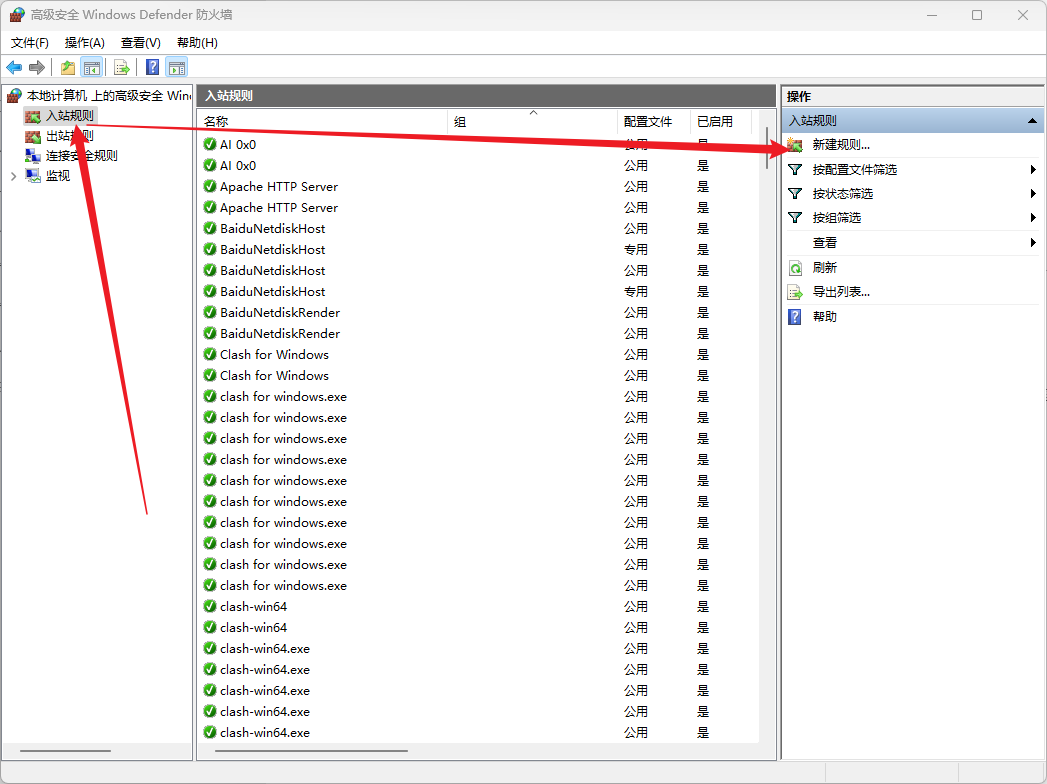 高级安全 Windows Defender 防火墙
文件(F) 操作(A) 查看(V) 帮助(H)
本地计算机 上的高级安全 Win
入站规则
出站规则
连接安全规则
监视
入站规则
名称 组 配置文件 已启用
AI 0x0 公用 是
AI 0x0 公用 是
Apache HTTP Server 公用 是
Apache HTTP Server 公用 是
BaiduNetdiskHost 公用 是
BaiduNetdiskHost 专用 是
BaiduNetdiskHost 公用 是
BaiduNetdiskHost 专用 是
BaiduNetdiskRender 公用 是
BaiduNetdiskRender 公用 是
Clash for Windows 公用 是
Clash for Windows 公用 是
clash for windows.exe 公用 是
clash for windows.exe 公用 是
clash for windows.exe 公用 是
clash for windows.exe 公用 是
clash for windows.exe 公用 是
clash for windows.exe 公用 是
clash for windows.exe 公用 是
clash for windows.exe 公用 是
clash for windows.exe 公用 是
clash for windows.exe 公用 是
clash-win64 公用 是
clash-win64 公用 是
clash-win64.exe 公用 是
clash-win64.exe 公用 是
clash-win64.exe 公用 是
clash-win64.exe 公用 是
clash-win64.exe 公用 是
操作
入站规则
新建规则...
按配置文件筛选
按状态筛选
按组筛选
查看
刷新
导出列表...
帮助